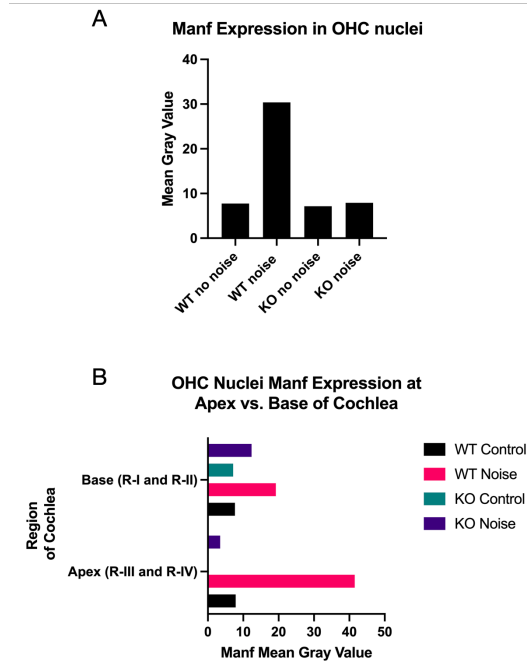 A
Manf Expression in OHC nuclei
Mean Gray Value
40
30
20
10
0
WT no noise
WT noise
KO no noise
KO noise
B
OHC Nuclei Manf Expression at
Apex vs. Base of Cochlea
Region
of Cochlea
Base (R-I and R-II)
Apex (R-III and R-IV)
0 10 20 30 40 50
Manf Mean Gray Value
WT Control
WT Noise
KO Control
KO Noise